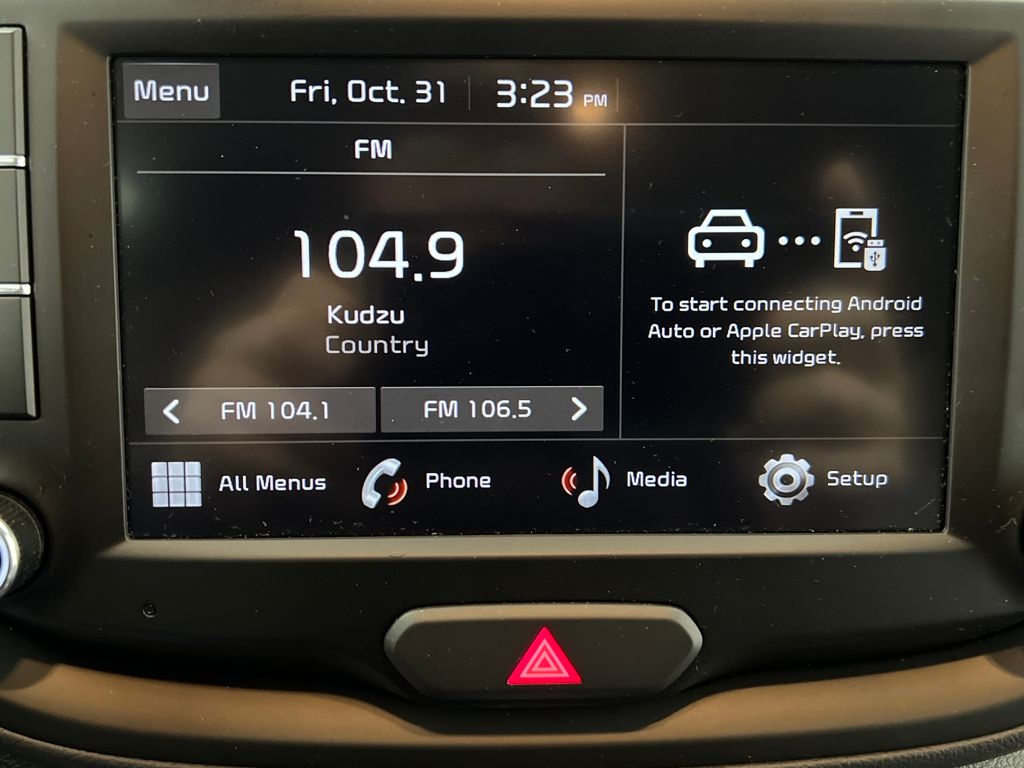 Menu
Fri, Oct. 31
3:23 PM
FM
104.9
Kudzu
Country
FM 104.1
FM 106.5
To start connecting Android
Auto or Apple CarPlay, press
this widget.
All Menus
Phone
Media
Setup